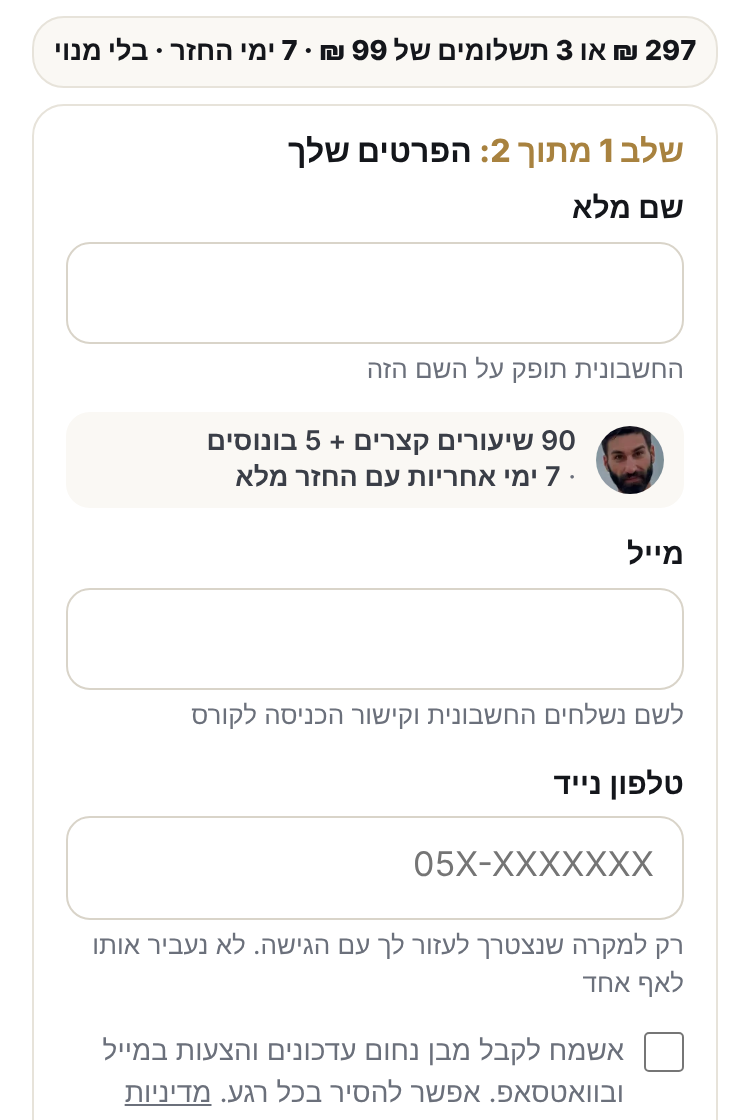 297 ₪ או 3 תשלומים של 99 ₪ · 7 ימי החזר · בלי מנוי
שלב 1 מתוך 2: הפרטים שלך
שם מלא
החשבונית תופק על השם הזה
90 שיעורים קצרים + 5 בונוסים
· 7 ימי אחריות עם החזר מלא
מייל
לשם נשלחים החשבונית וקישור הכניסה לקורס
טלפון נייד
05X-XXXXXXX
רק למקרה שנצטרך לעזור לך עם הגישה. לא נעביר אותו
לאף אחד
אשמח לקבל מבן נחום עדכונים והצעות במייל
ובוואטסאפ. אפשר להסיר בכל רגע. מדיניות